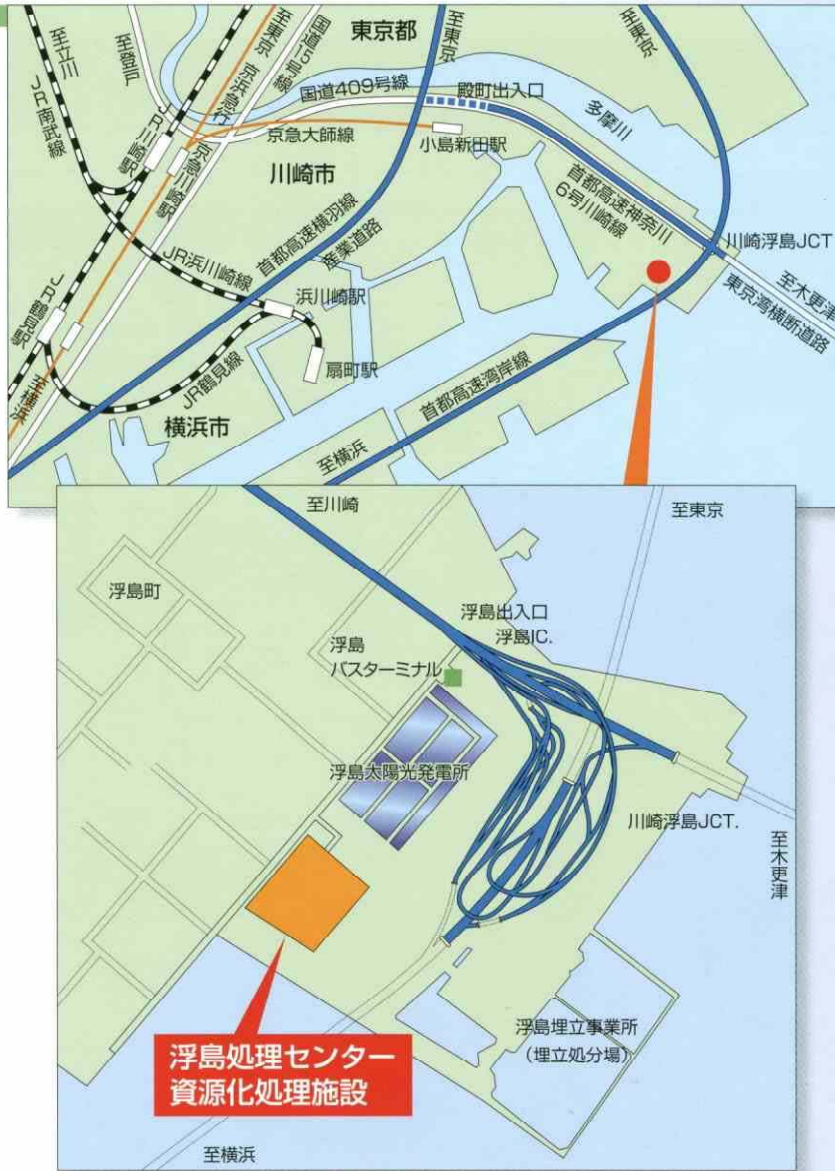 至立川
至登戸
至東京
京浜急行
国道15号線
東京都
至東京
至東京
JR南武線
国道409号線
殿町出入口
多摩川
JR川崎駅
京急川崎駅
京急大師線
小島新田駅
川崎市
首都高速神奈川
6号川崎線
川崎浮島JCT
首都高速横羽線
産業道路
JR浜川崎線
浜川崎駅
至木更津
東京湾横断道路
JR鶴見駅
JR鶴見線
扇町駅
首都高速湾岸線
至横浜
横浜市
至横浜
至川崎
至東京
浮島町
浮島出入口
浮島IC.
浮島
バスターミナル
浮島太陽光発電所
川崎浮島JCT.
至木更津
浮島埋立事業所
(埋立処分場)
浮島処理センター
資源化処理施設
至横浜